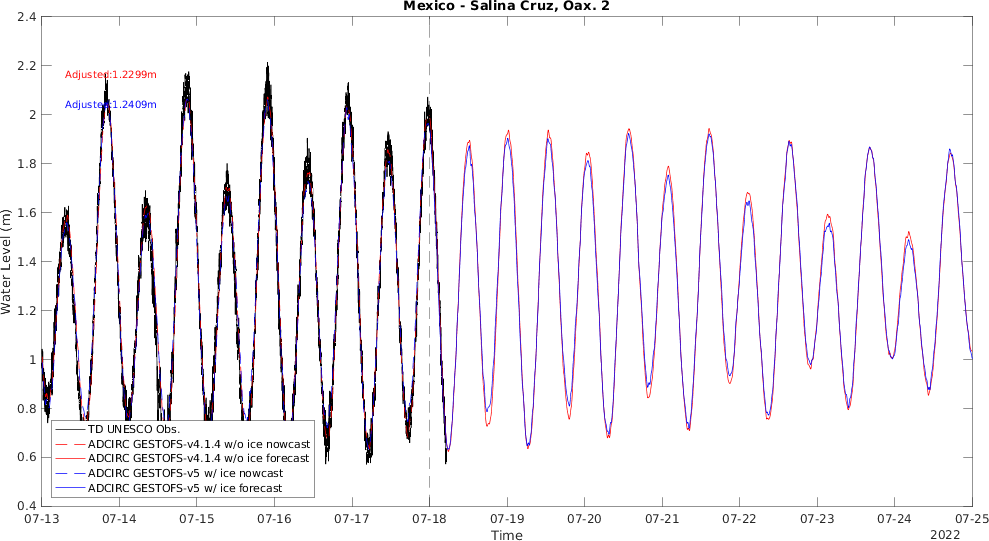 Mexico - Salina Cruz, Oax. 2
2.4
2.2
2
1.8
1.6
1.4
1.2
1
0.8
0.6
0.4
Water Level (m)
Adjusted:1.2299m
Adjusted:1.2409m
TD UNESCO Obs.
ADCIRC GESTOFS-v4.1.4 w/o ice nowcast
ADCIRC GESTOFS-v4.1.4 w/o ice forecast
ADCIRC GESTOFS-v5 w/ ice nowcast
ADCIRC GESTOFS-v5 w/ ice forecast
07-13 07-14 07-15 07-16 07-17 07-18 07-19 07-20 07-21 07-22 07-23 07-24 07-25
Time
2022